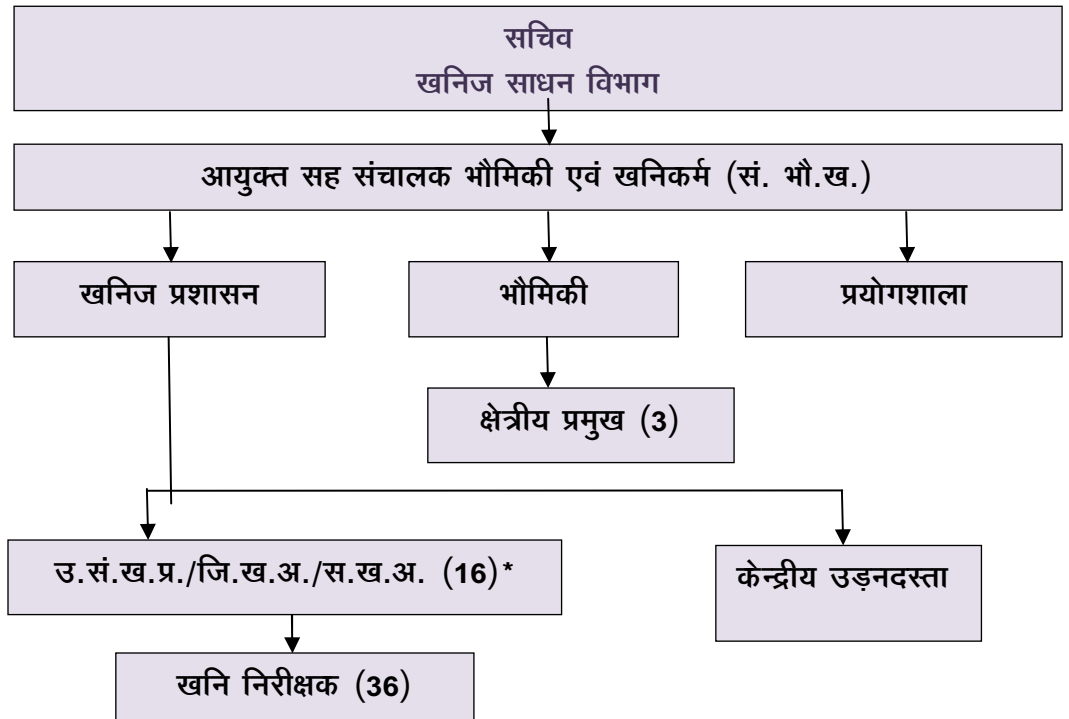 सचिव
खनिज साधन विभाग
आयुक्त सह संचालक भौमिकी एवं खनिकर्म (सं. भौ.ख.)
खनिज प्रशासन
भौमिकी
प्रयोगशाला
क्षेत्रीय प्रमुख (3)
उ.सं.ख.प्र./जि.ख.अ./स.ख.अ. (16)*
केन्द्रीय उड़नदस्ता
खनि निरीक्षक (36)